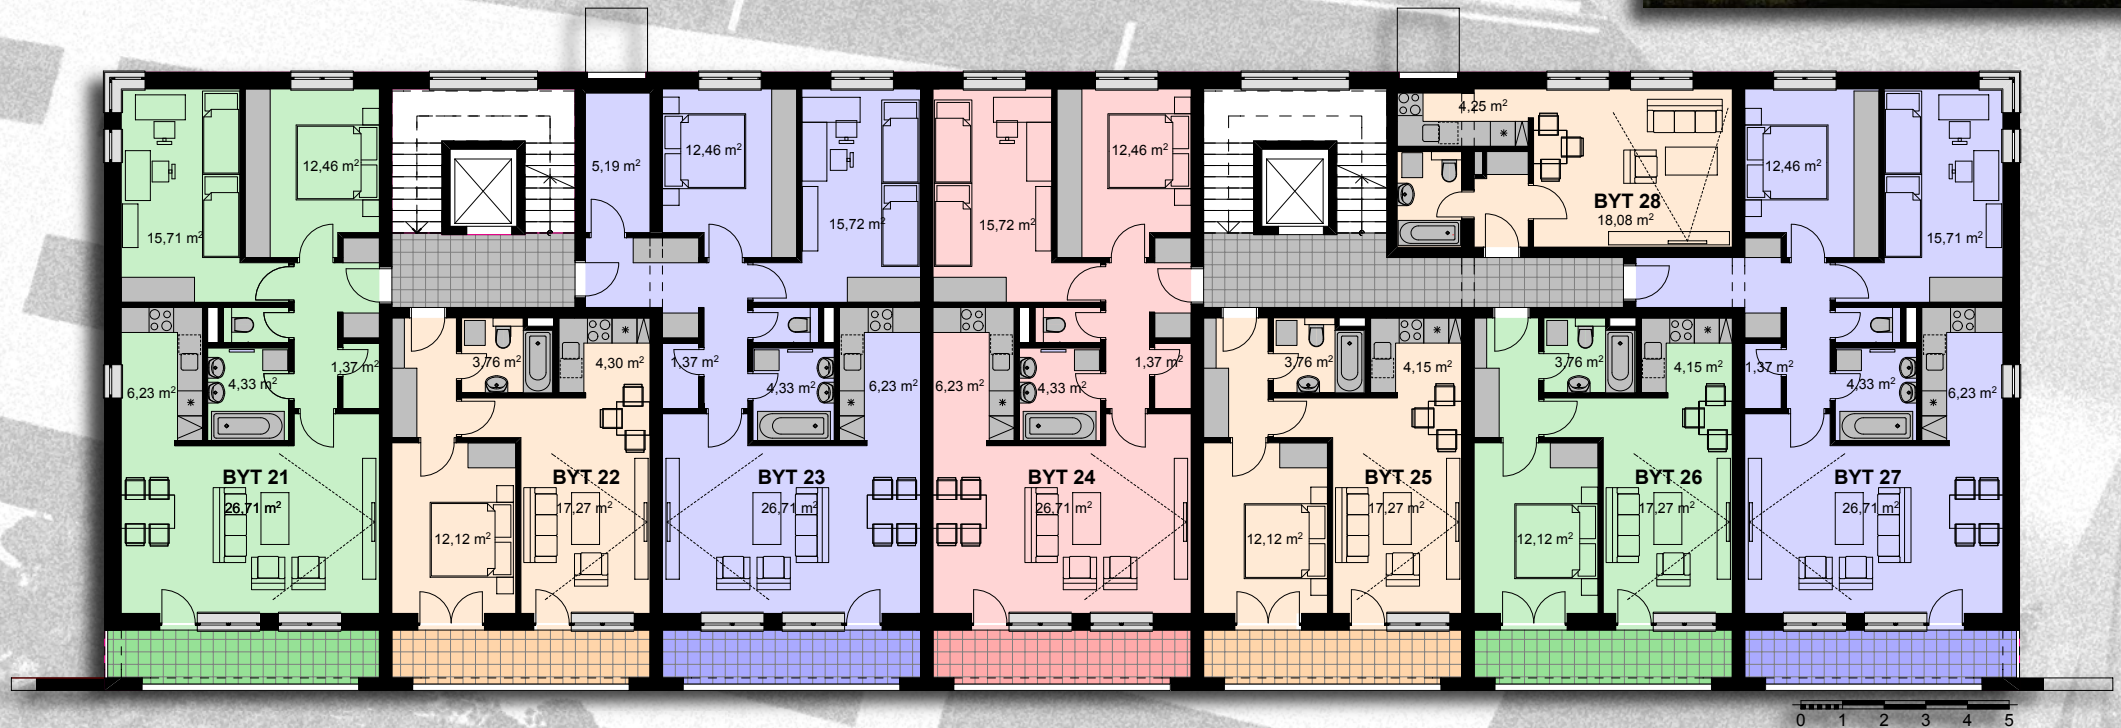 4,25 m²
12,46 m²
5,19 m²
12,46 m²
12,46 m²
12,46 m²
BYT 28
18,08 m²
15,71 m²
15,72 m²
15,72 m²
15,71 m²
6,23 m²
4,33 m²
1,37 m²
3,76 m²
4,30 m²
1,37 m²
4,33 m²
6,23 m²
6,23 m²
4,33 m²
1,37 m²
3,76 m²
4,15 m²
3,76 m²
4,15 m²
1,37 m²
4,33 m²
6,23 m²
BYT 21
26,71 m²
BYT 22
17,27 m²
BYT 23
26,71 m²
BYT 24
26,71 m²
BYT 25
17,27 m²
BYT 26
17,27 m²
BYT 27
26,71 m²
12,12 m²
12,12 m²
12,12 m²
0 1 2 3 4 5